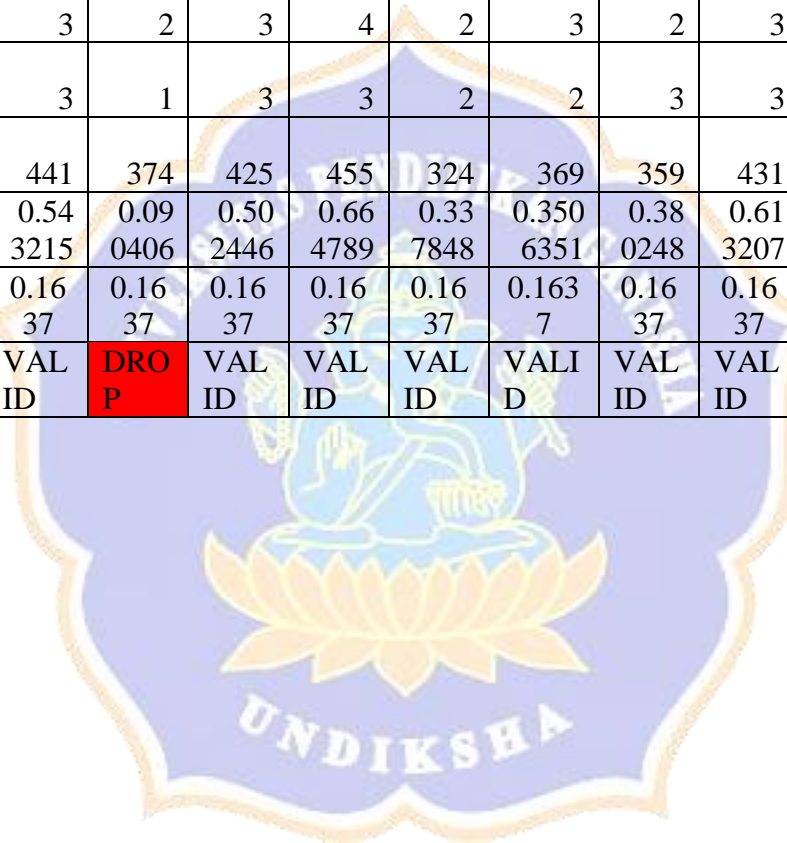 3 2 3 4 2 3 2 3
3 1 3 3 2 2 3 3
441 374 425 455 324 369 359 431
0.54 0.09 0.50 0.66 0.33 0.350 0.38 0.61
3215 0406 2446 4789 7848 6351 0248 3207
0.16 0.16 0.16 0.16 0.16 0.163 0.16 0.16
37 37 37 37 37 7 37 37
VAL DRO VAL VAL VAL VALI VAL VAL
ID P ID ID ID D ID ID
UNDIKSHA